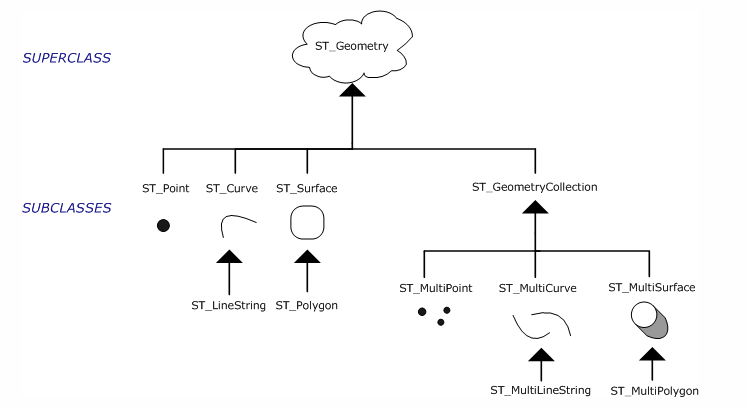 ST_Geometry
SUPERCLASS
ST_Point
ST_Curve
ST_Surface
ST_GeometryCollection
SUBCLASSES
ST_LineString
ST_Polygon
ST_MultiPoint
ST_MultiCurve
ST_MultiSurface
ST_MultiLineString
ST_MultiPolygon